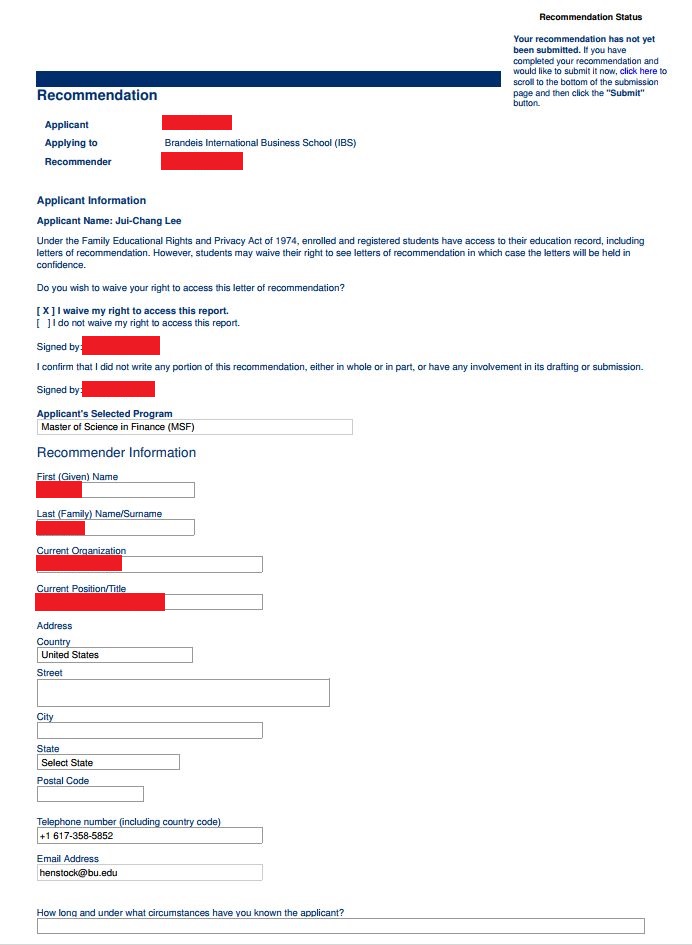 Recommendation Status
Your recommendation has not yet
been submitted. If you have
completed your recommendation and
would like to submit it now, click here to
scroll to the bottom of the submission
page and then click the "Submit"
button.
Recommendation
Applicant
Applying to Brandeis International Business School (IBS)
Recommender
Applicant Information
Applicant Name: Jui-Chang Lee
Under the Family Educational Rights and Privacy Act of 1974, enrolled and registered students have access to their education record, including
letters of recommendation. However, students may waive their right to see letters of recommendation in which case the letters will be held in
confidence.
Do you wish to waive your right to access this letter of recommendation?
[ X ] I waive my right to access this report.
[  ] I do not waive my right to access this report.
Signed by:
I confirm that I did not write any portion of this recommendation, either in whole or in part, or have any involvement in its drafting or submission.
Signed by:
Applicant's Selected Program
Master of Science in Finance (MSF)
Recommender Information
First (Given) Name
Last (Family) Name/Surname
Current Organization
Current Position/Title
Address
Country
United States
Street
City
State
Select State
Postal Code
Telephone number (including country code)
+1 617-358-5852
Email Address
henstock@bu.edu
How long and under what circumstances have you known the applicant?